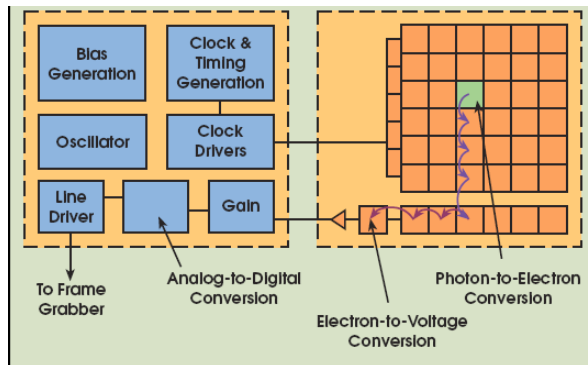 Bias
Generation
Clock &
Timing
Generation
Oscillator
Clock
Drivers
Line
Driver
Gain
To Frame
Grabber
Analog-to-Digital
Conversion
Electron-to-Voltage
Conversion
Photon-to-Electron
Conversion